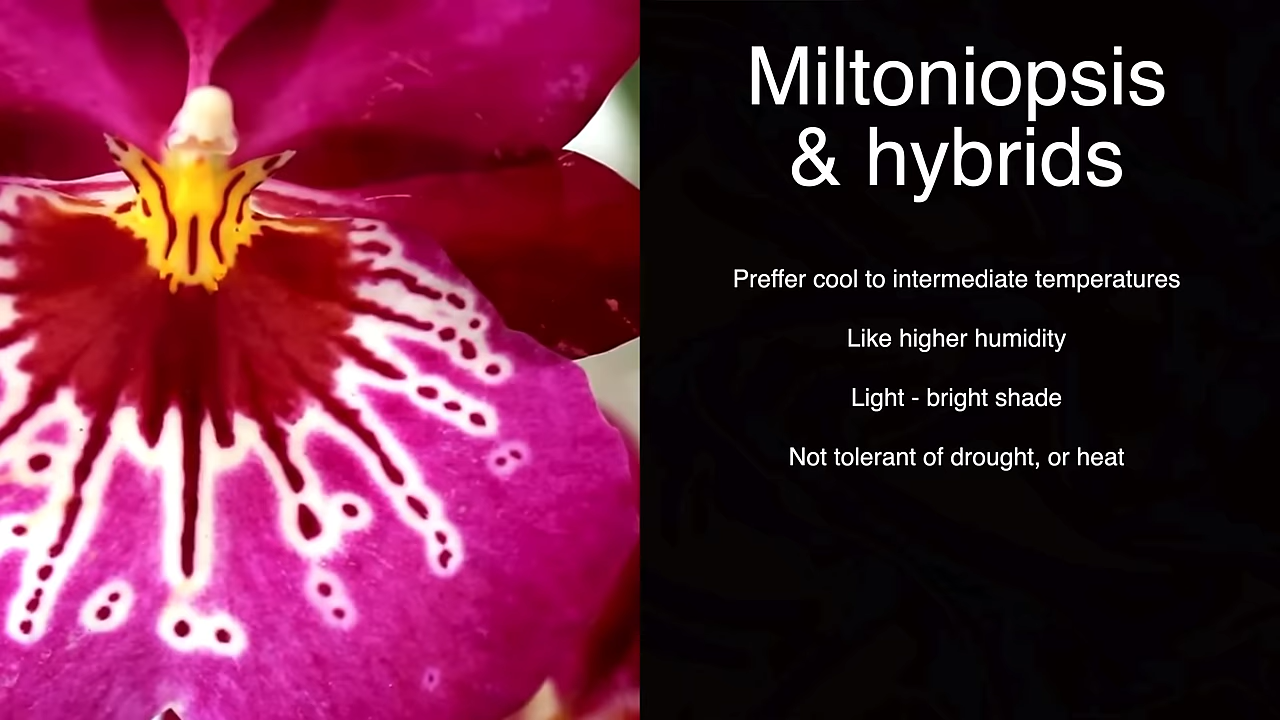 Miltoniopsis
& hybrids
Preffer cool to intermediate temperatures
Like higher humidity
Light - bright shade
Not tolerant of drought, or heat